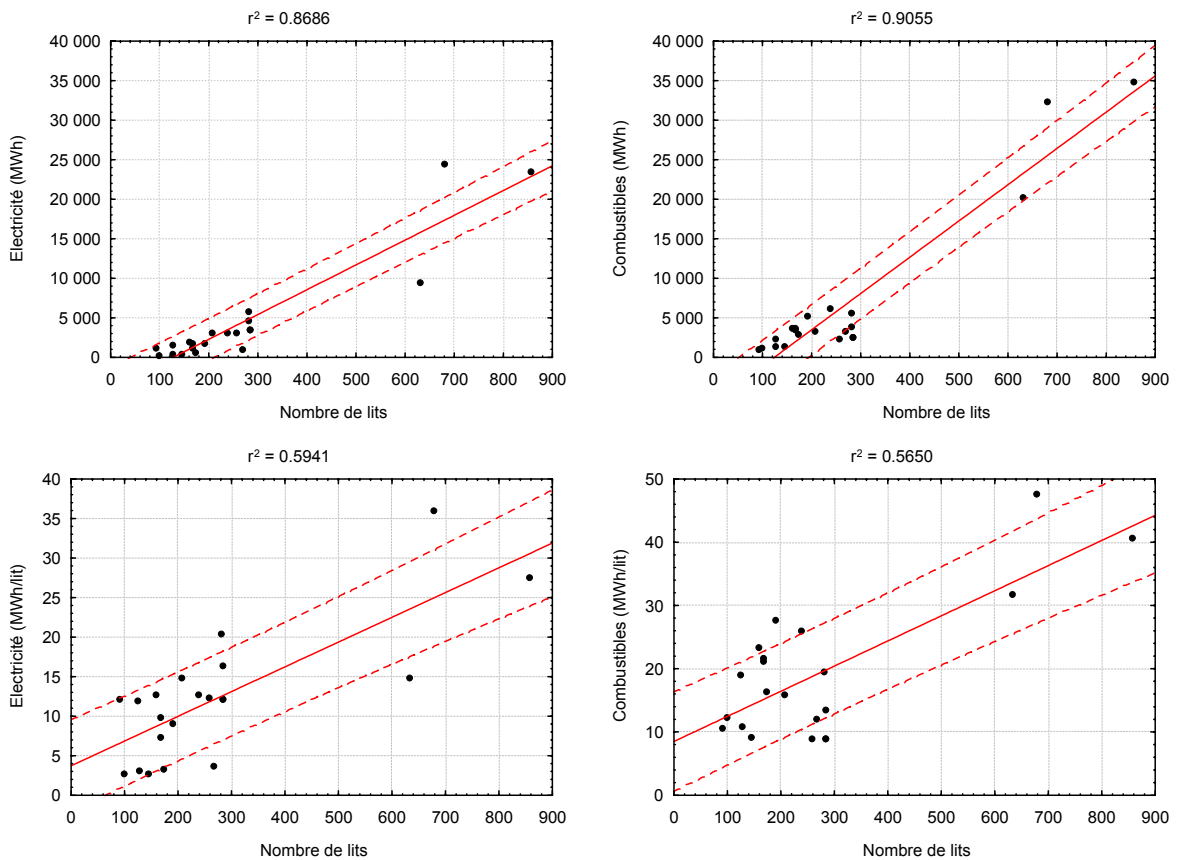 r² = 0.8686
40 000
35 000
30 000
25 000
20 000
15 000
10 000
5 000
0
Electricité (MWh)
0 100 200 300 400 500 600 700 800 900
Nombre de lits
r² = 0.9055
40 000
35 000
30 000
25 000
20 000
15 000
10 000
5 000
0
Combustibles (MWh)
0 100 200 300 400 500 600 700 800 900
Nombre de lits
r² = 0.5941
40
35
30
25
20
15
10
5
0
Electricité (MWh/lit)
0 100 200 300 400 500 600 700 800 900
Nombre de lits
r² = 0.5650
50
40
30
20
10
0
Combustibles (MWh/lit)
0 100 200 300 400 500 600 700 800 900
Nombre de lits